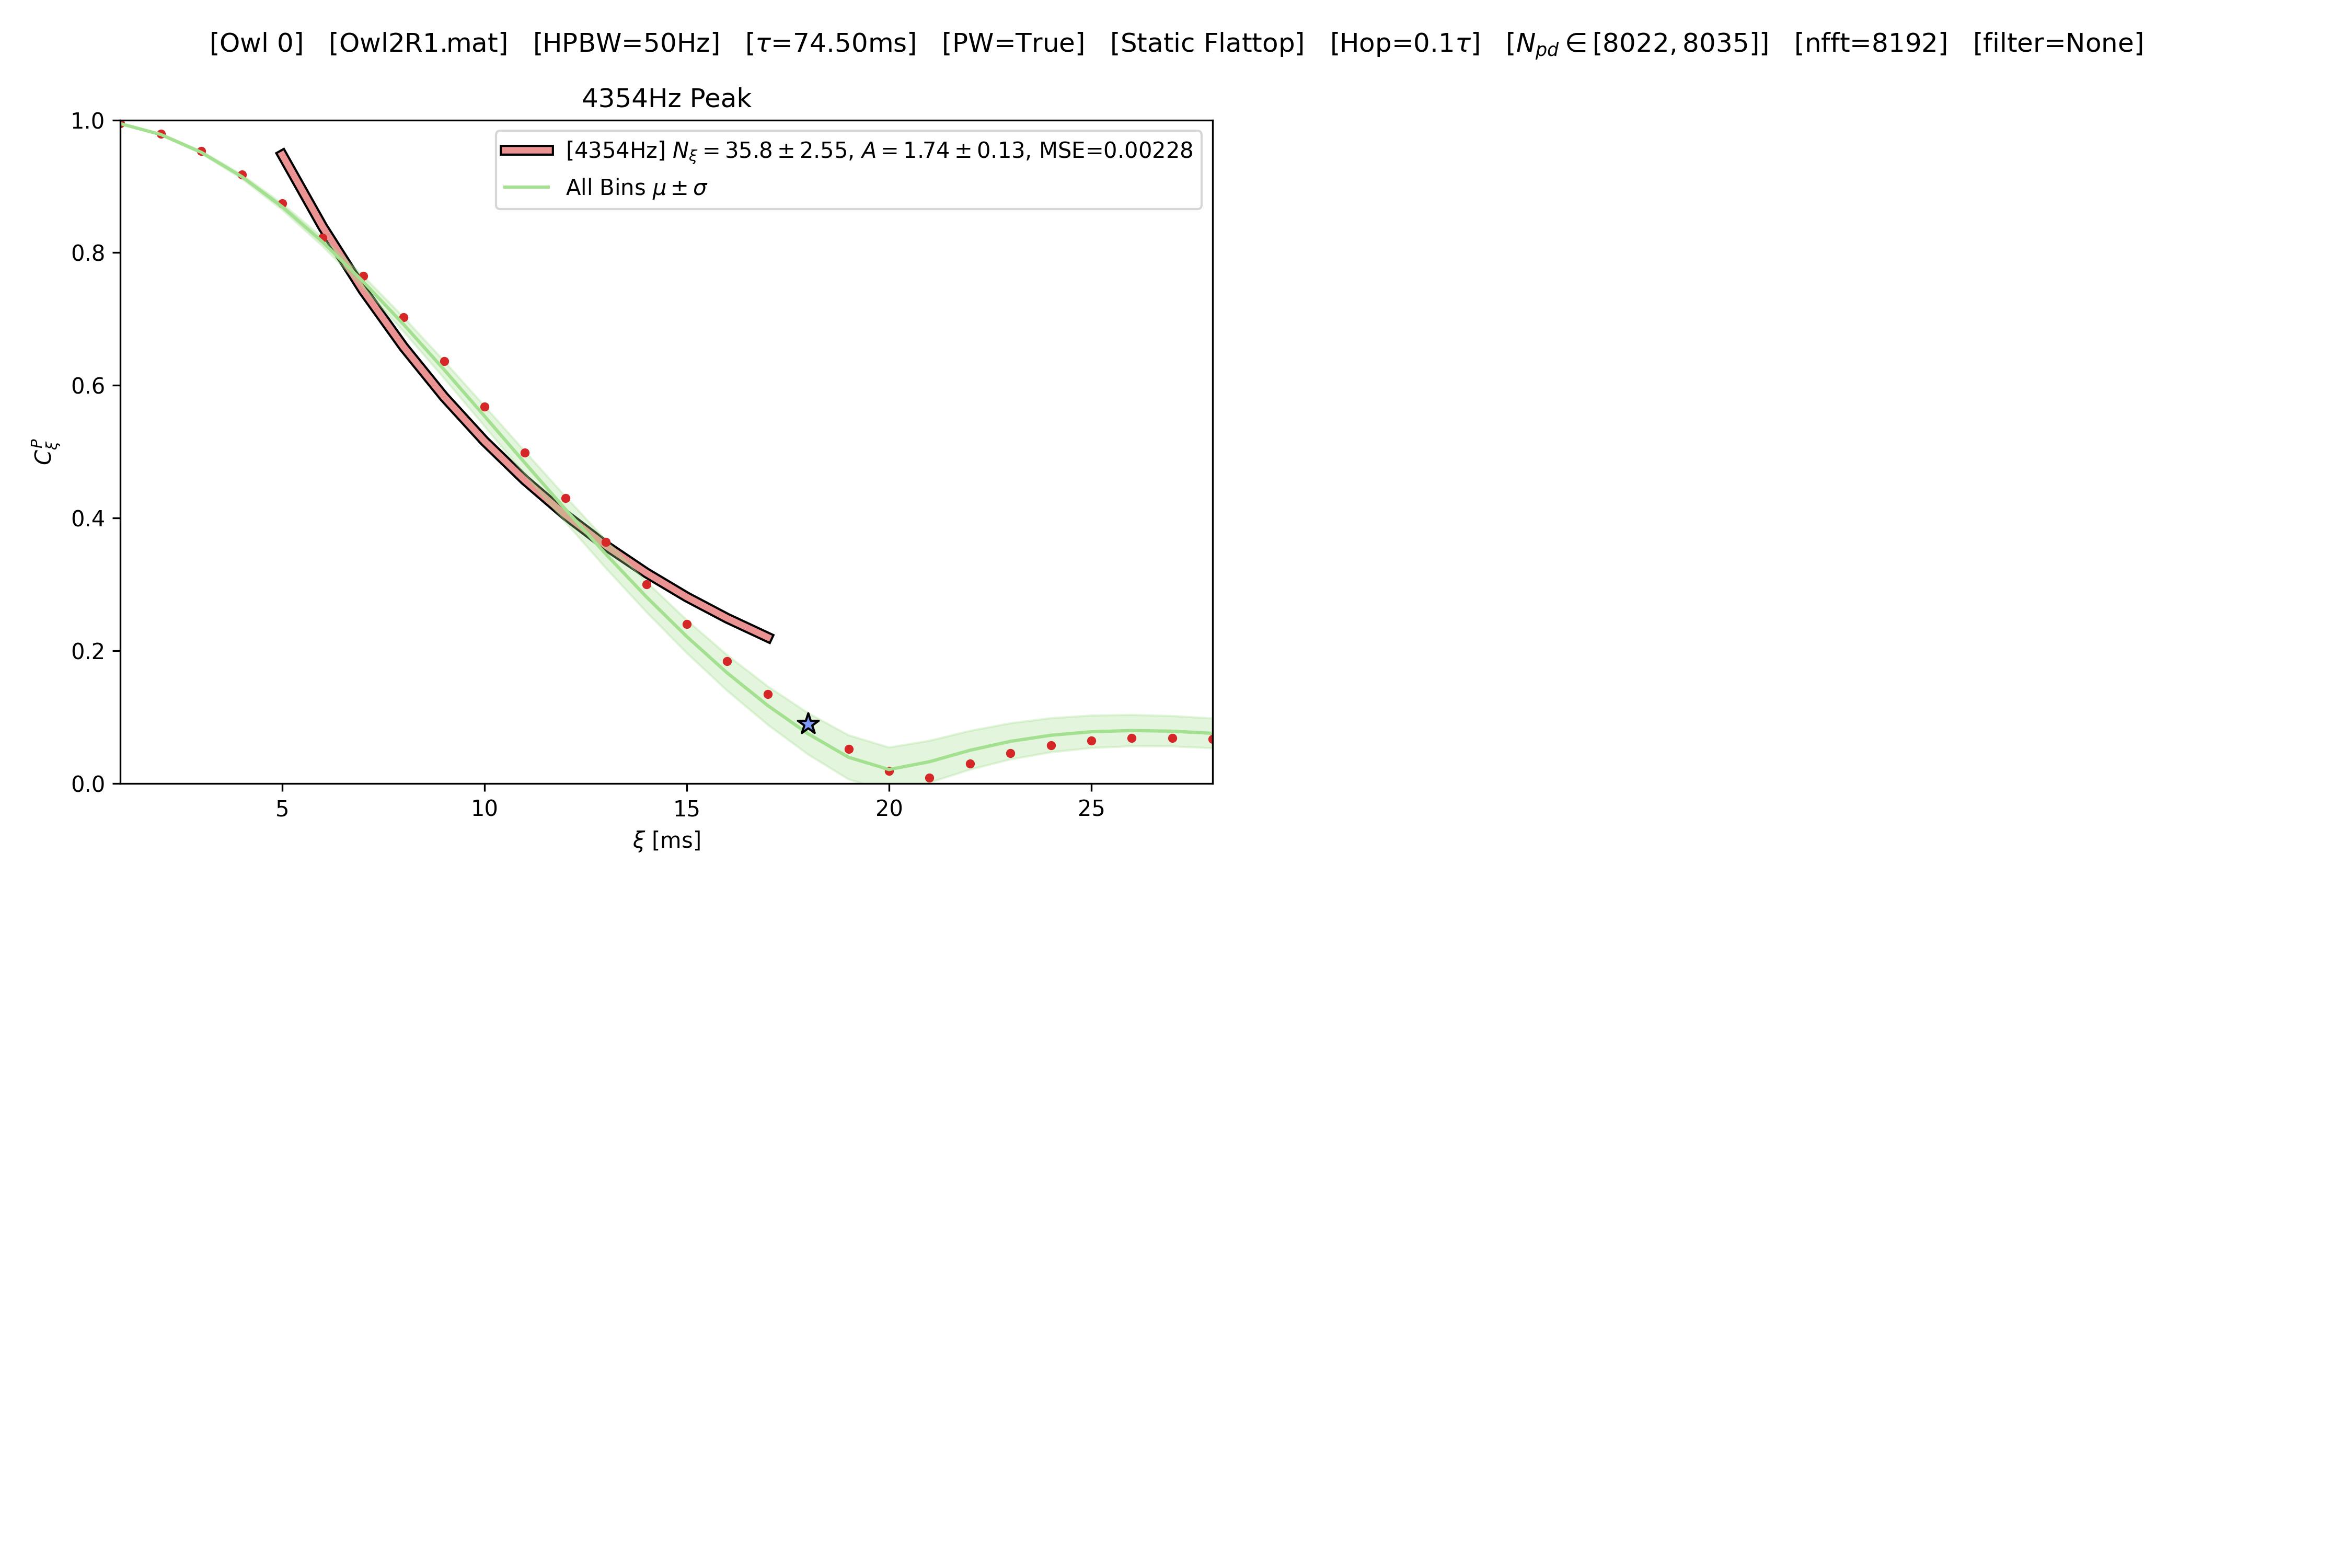 [Owl 0] [Owl2R1.mat] [HPBW=50Hz] [τ=74.50ms] [PW=True] [Static Flattop] [Hop=0.1τ] [N_pd ∈ [8022, 8035]] [nfft=8192] [filter=None]
4354Hz Peak
[4354Hz] N_ξ = 35.8 ± 2.55, A = 1.74 ± 0.13, MSE=0.00228
All Bins μ ± σ
1.0
0.8
0.6
0.4
0.2
0.0
C_ξ^P
5 10 15 20 25
ξ [ms]